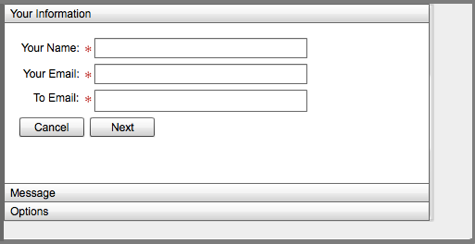 Your Information
Your Name: *
Your Email: *
To Email: *
Cancel Next
Message
Options